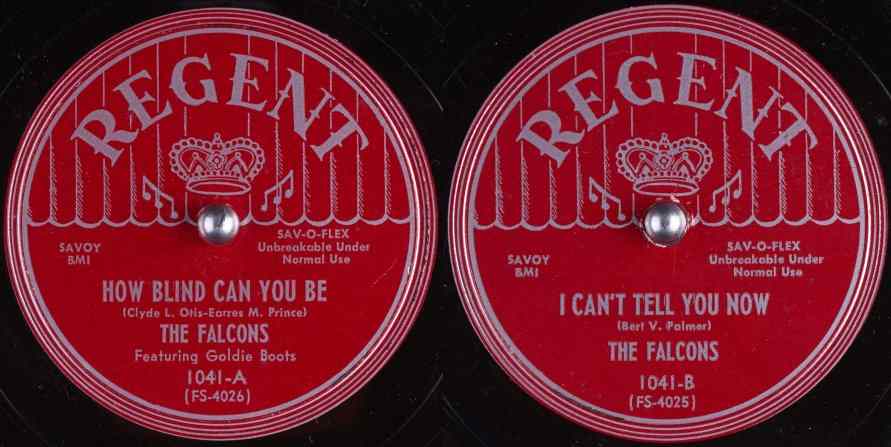 REGENT
SAVOY
BMI
SAV-O-FLEX
Unbreakable Under
Normal Use
HOW BLIND CAN YOU BE
(Clyde L. Otis-Earres M. Prince)
THE FALCONS
Featuring Goldie Boots
1041-A
(FS-4026)
REGENT
SAVOY
BMI
SAV-O-FLEX
Unbreakable Under
Normal Use
I CAN'T TELL YOU NOW
(Bert V. Palmer)
THE FALCONS
1041-B
(FS-4025)